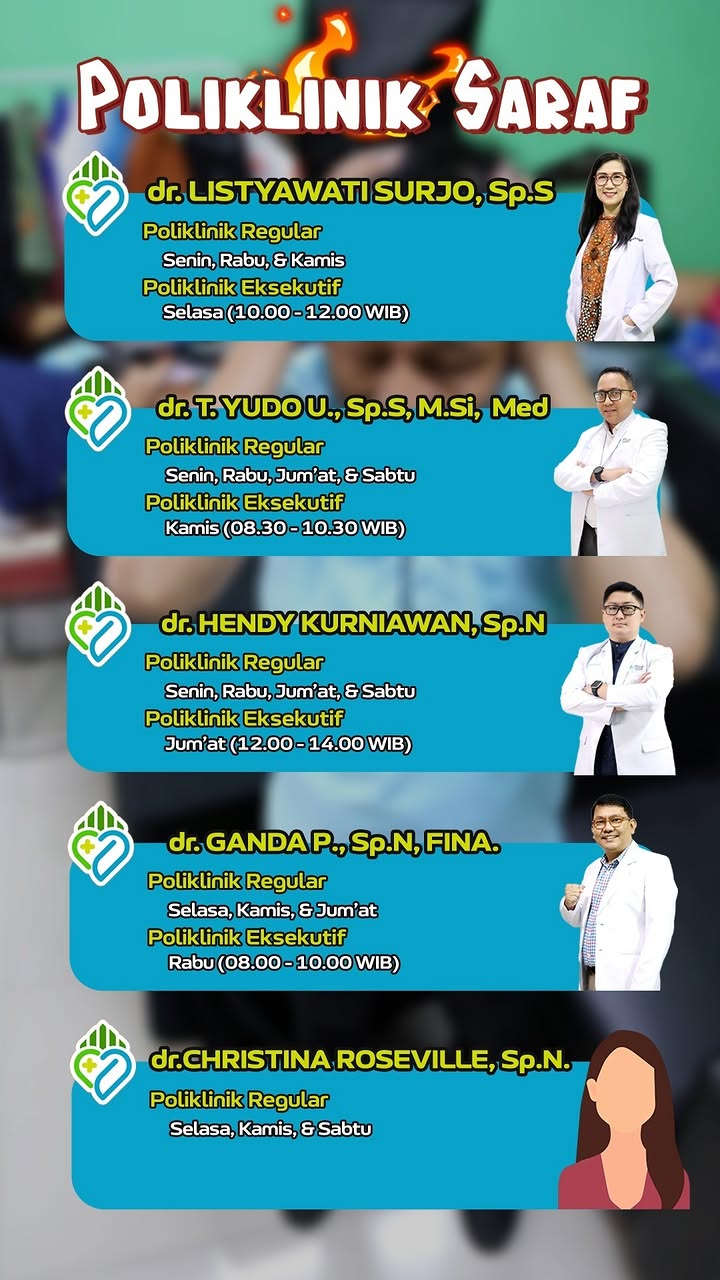 POLIKLINIK SARAF
dr. LISTYAWATI SURJO, Sp.S
Poliklinik Regular
Senin, Rabu, & Kamis
Poliklinik Eksekutif
Selasa (10.00 - 12.00 WIB)
dr. T. YUDO U., Sp.S, M.Si, Med
Poliklinik Regular
Senin, Rabu, Jum'at, & Sabtu
Poliklinik Eksekutif
Kamis (08.30 - 10.30 WIB)
dr. HENDY KURNIAWAN, Sp.N
Poliklinik Regular
Senin, Rabu, Jum'at, & Sabtu
Poliklinik Eksekutif
Jum'at (12.00 - 14.00 WIB)
dr. GANDA P., Sp.N, FINA.
Poliklinik Regular
Selasa, Kamis, & Jum'at
Poliklinik Eksekutif
Rabu (08.00 - 10.00 WIB)
dr.CHRISTINA ROSEVILLE, Sp.N.
Poliklinik Regular
Selasa, Kamis, & Sabtu